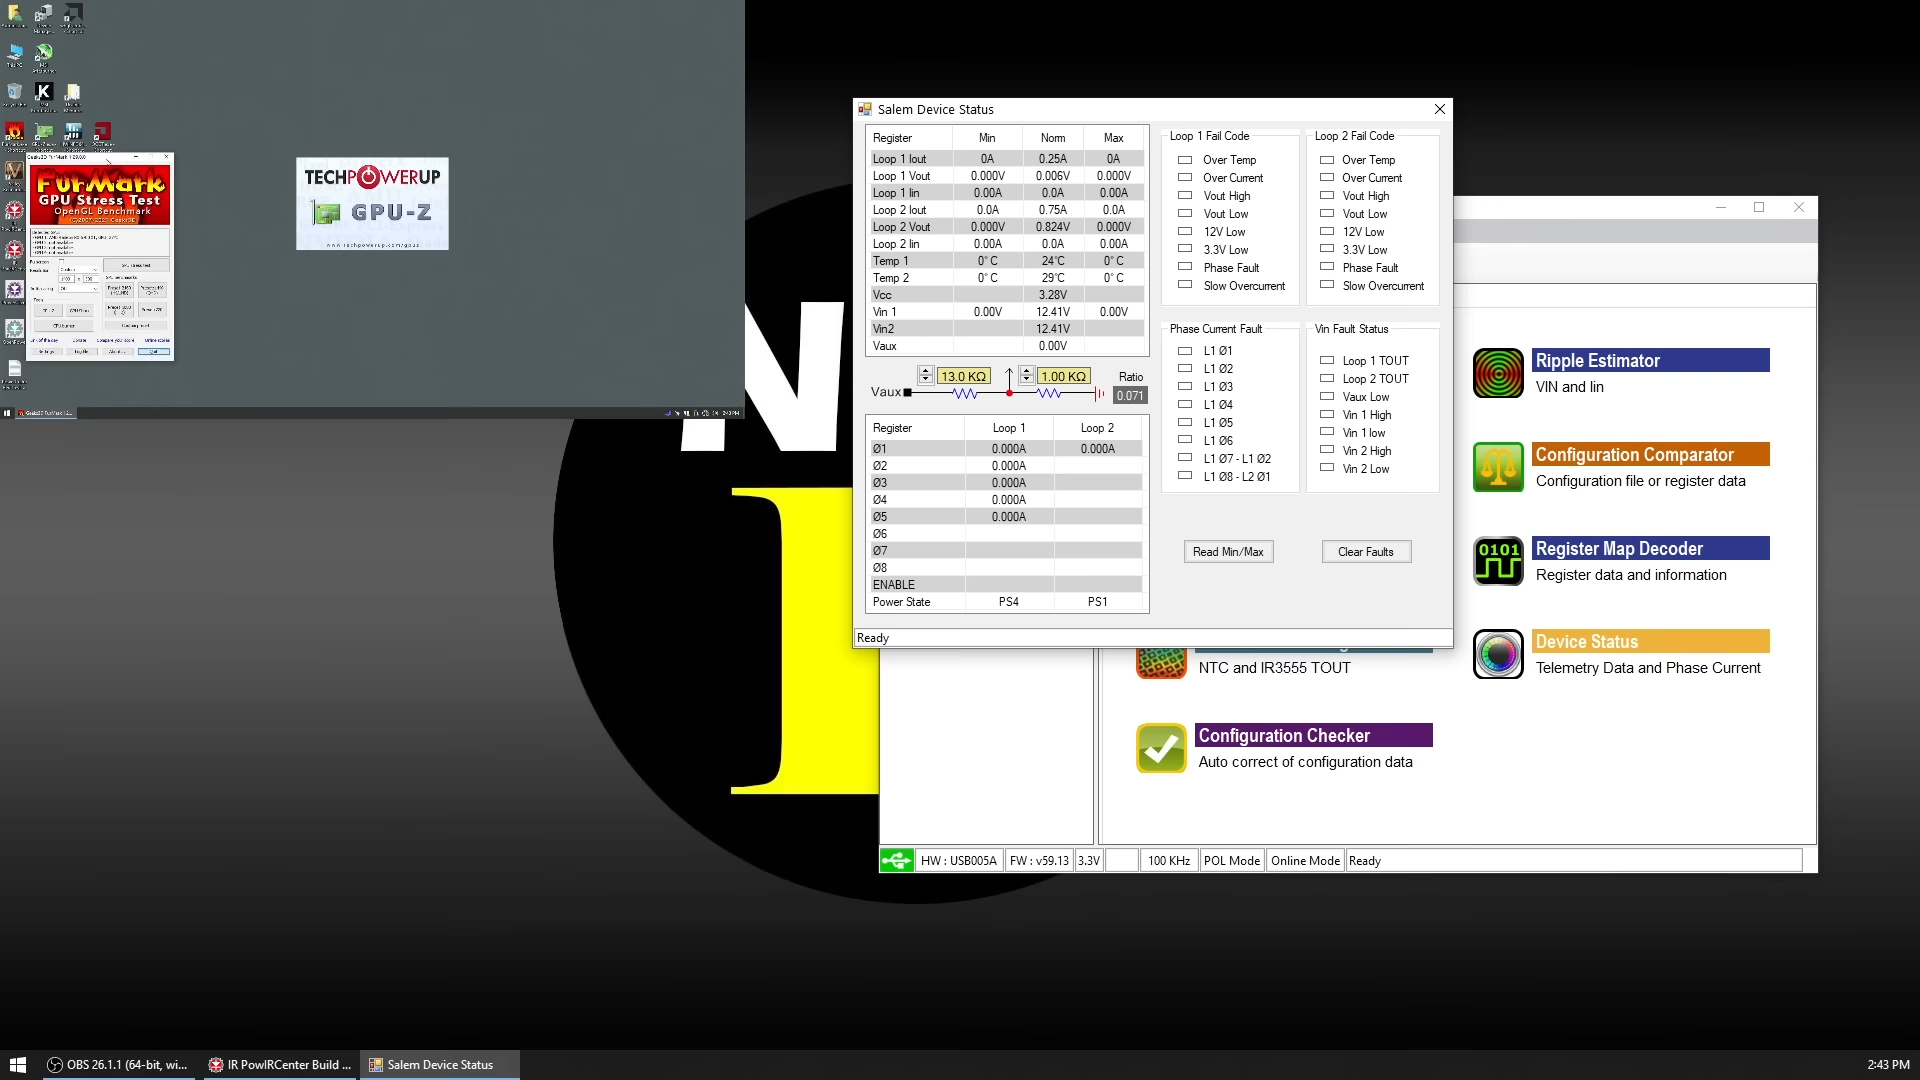 FurMark
GPU Stress Test
OpenGL Benchmark
TECHPOWERUP
GPU-Z
www.techpowerup.com/gpuz
2:43 PM
Salem Device Status
Register Min Norm Max
Loop 1 Iout 0A 0.25A 0A
Loop 1 Vout 0.000V 0.006V 0.000V
Loop 1 Iin 0.00A 0.0A 0.00A
Loop 2 Iout 0.0A 0.75A 0.0A
Loop 2 Vout 0.000V 0.824V 0.000V
Loop 2 Iin 0.00A 0.0A 0.00A
Temp 1 0° C 24°C 0° C
Temp 2 0° C 29°C 0° C
Vcc 3.28V
Vin 1 0.00V 12.41V 0.00V
Vin2 12.41V
Vaux 0.00V
13.0 KΩ 1.00 KΩ Ratio
Vaux 0.071
Register Loop 1 Loop 2
Ø1 0.000A 0.000A
Ø2 0.000A
Ø3 0.000A
Ø4 0.000A
Ø5 0.000A
Ø6
Ø7
Ø8
ENABLE
Power State PS4 PS1
Loop 1 Fail Code
Over Temp
Over Current
Vout High
Vout Low
12V Low
3.3V Low
Phase Fault
Slow Overcurrent
Loop 2 Fail Code
Over Temp
Over Current
Vout High
Vout Low
12V Low
3.3V Low
Phase Fault
Slow Overcurrent
Phase Current Fault
L1 Ø1
L1 Ø2
L1 Ø3
L1 Ø4
L1 Ø5
L1 Ø6
L1 Ø7 - L1 Ø2
L1 Ø8 - L2 Ø1
Vin Fault Status
Loop 1 TOUT
Loop 2 TOUT
Vaux Low
Vin 1 High
Vin 1 low
Vin 2 High
Vin 2 Low
Read Min/Max
Clear Faults
Ready
Ripple Estimator
VIN and Iin
Configuration Comparator
Configuration file or register data
Register Map Decoder
Register data and information
Device Status
Telemetry Data and Phase Current
NTC and IR3555 TOUT
Configuration Checker
Auto correct of configuration data
HW : USB005A FW : v59.13 3.3V 100 KHz POL Mode Online Mode Ready
OBS 26.1.1 (64-bit, wi... IR PowIRCenter Build ... Salem Device Status 2:43 PM